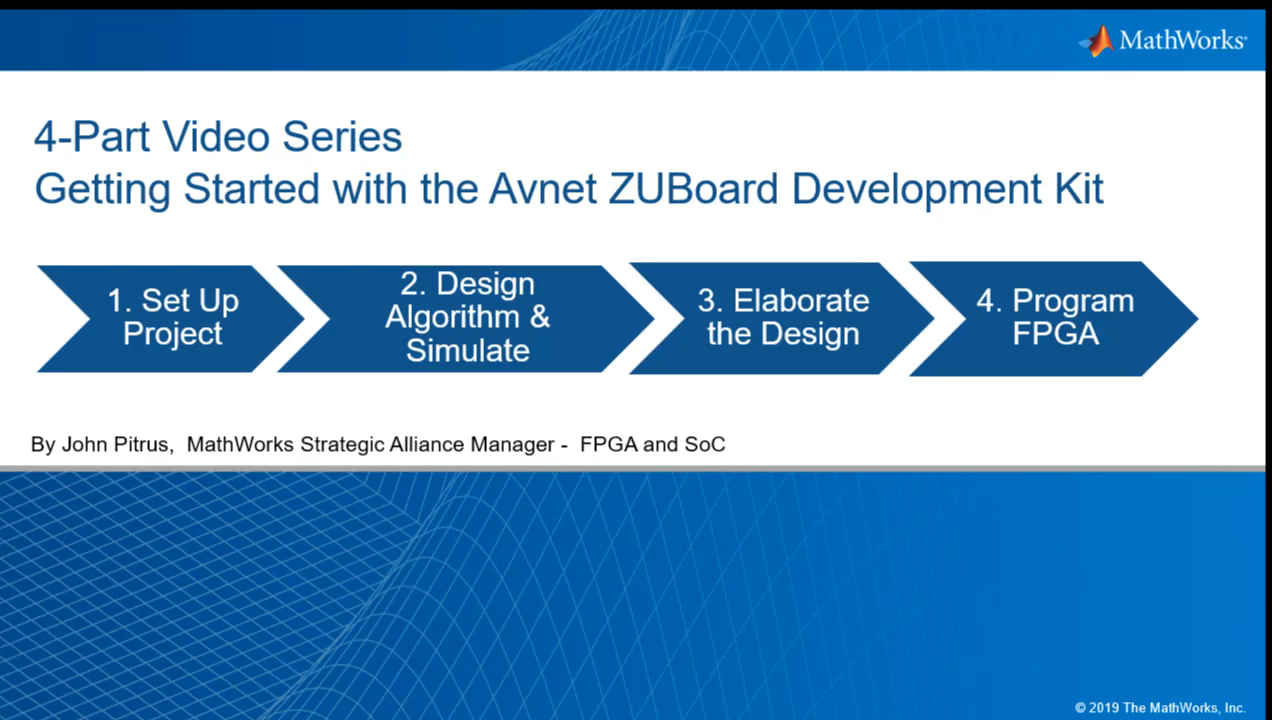 MathWorks®
4-Part Video Series
Getting Started with the Avnet ZUBoard Development Kit
1. Set Up
Project
2. Design
Algorithm &
Simulate
3. Elaborate
the Design
4. Program
FPGA
By John Pitrus, MathWorks Strategic Alliance Manager - FPGA and SoC
© 2019 The MathWorks, Inc.